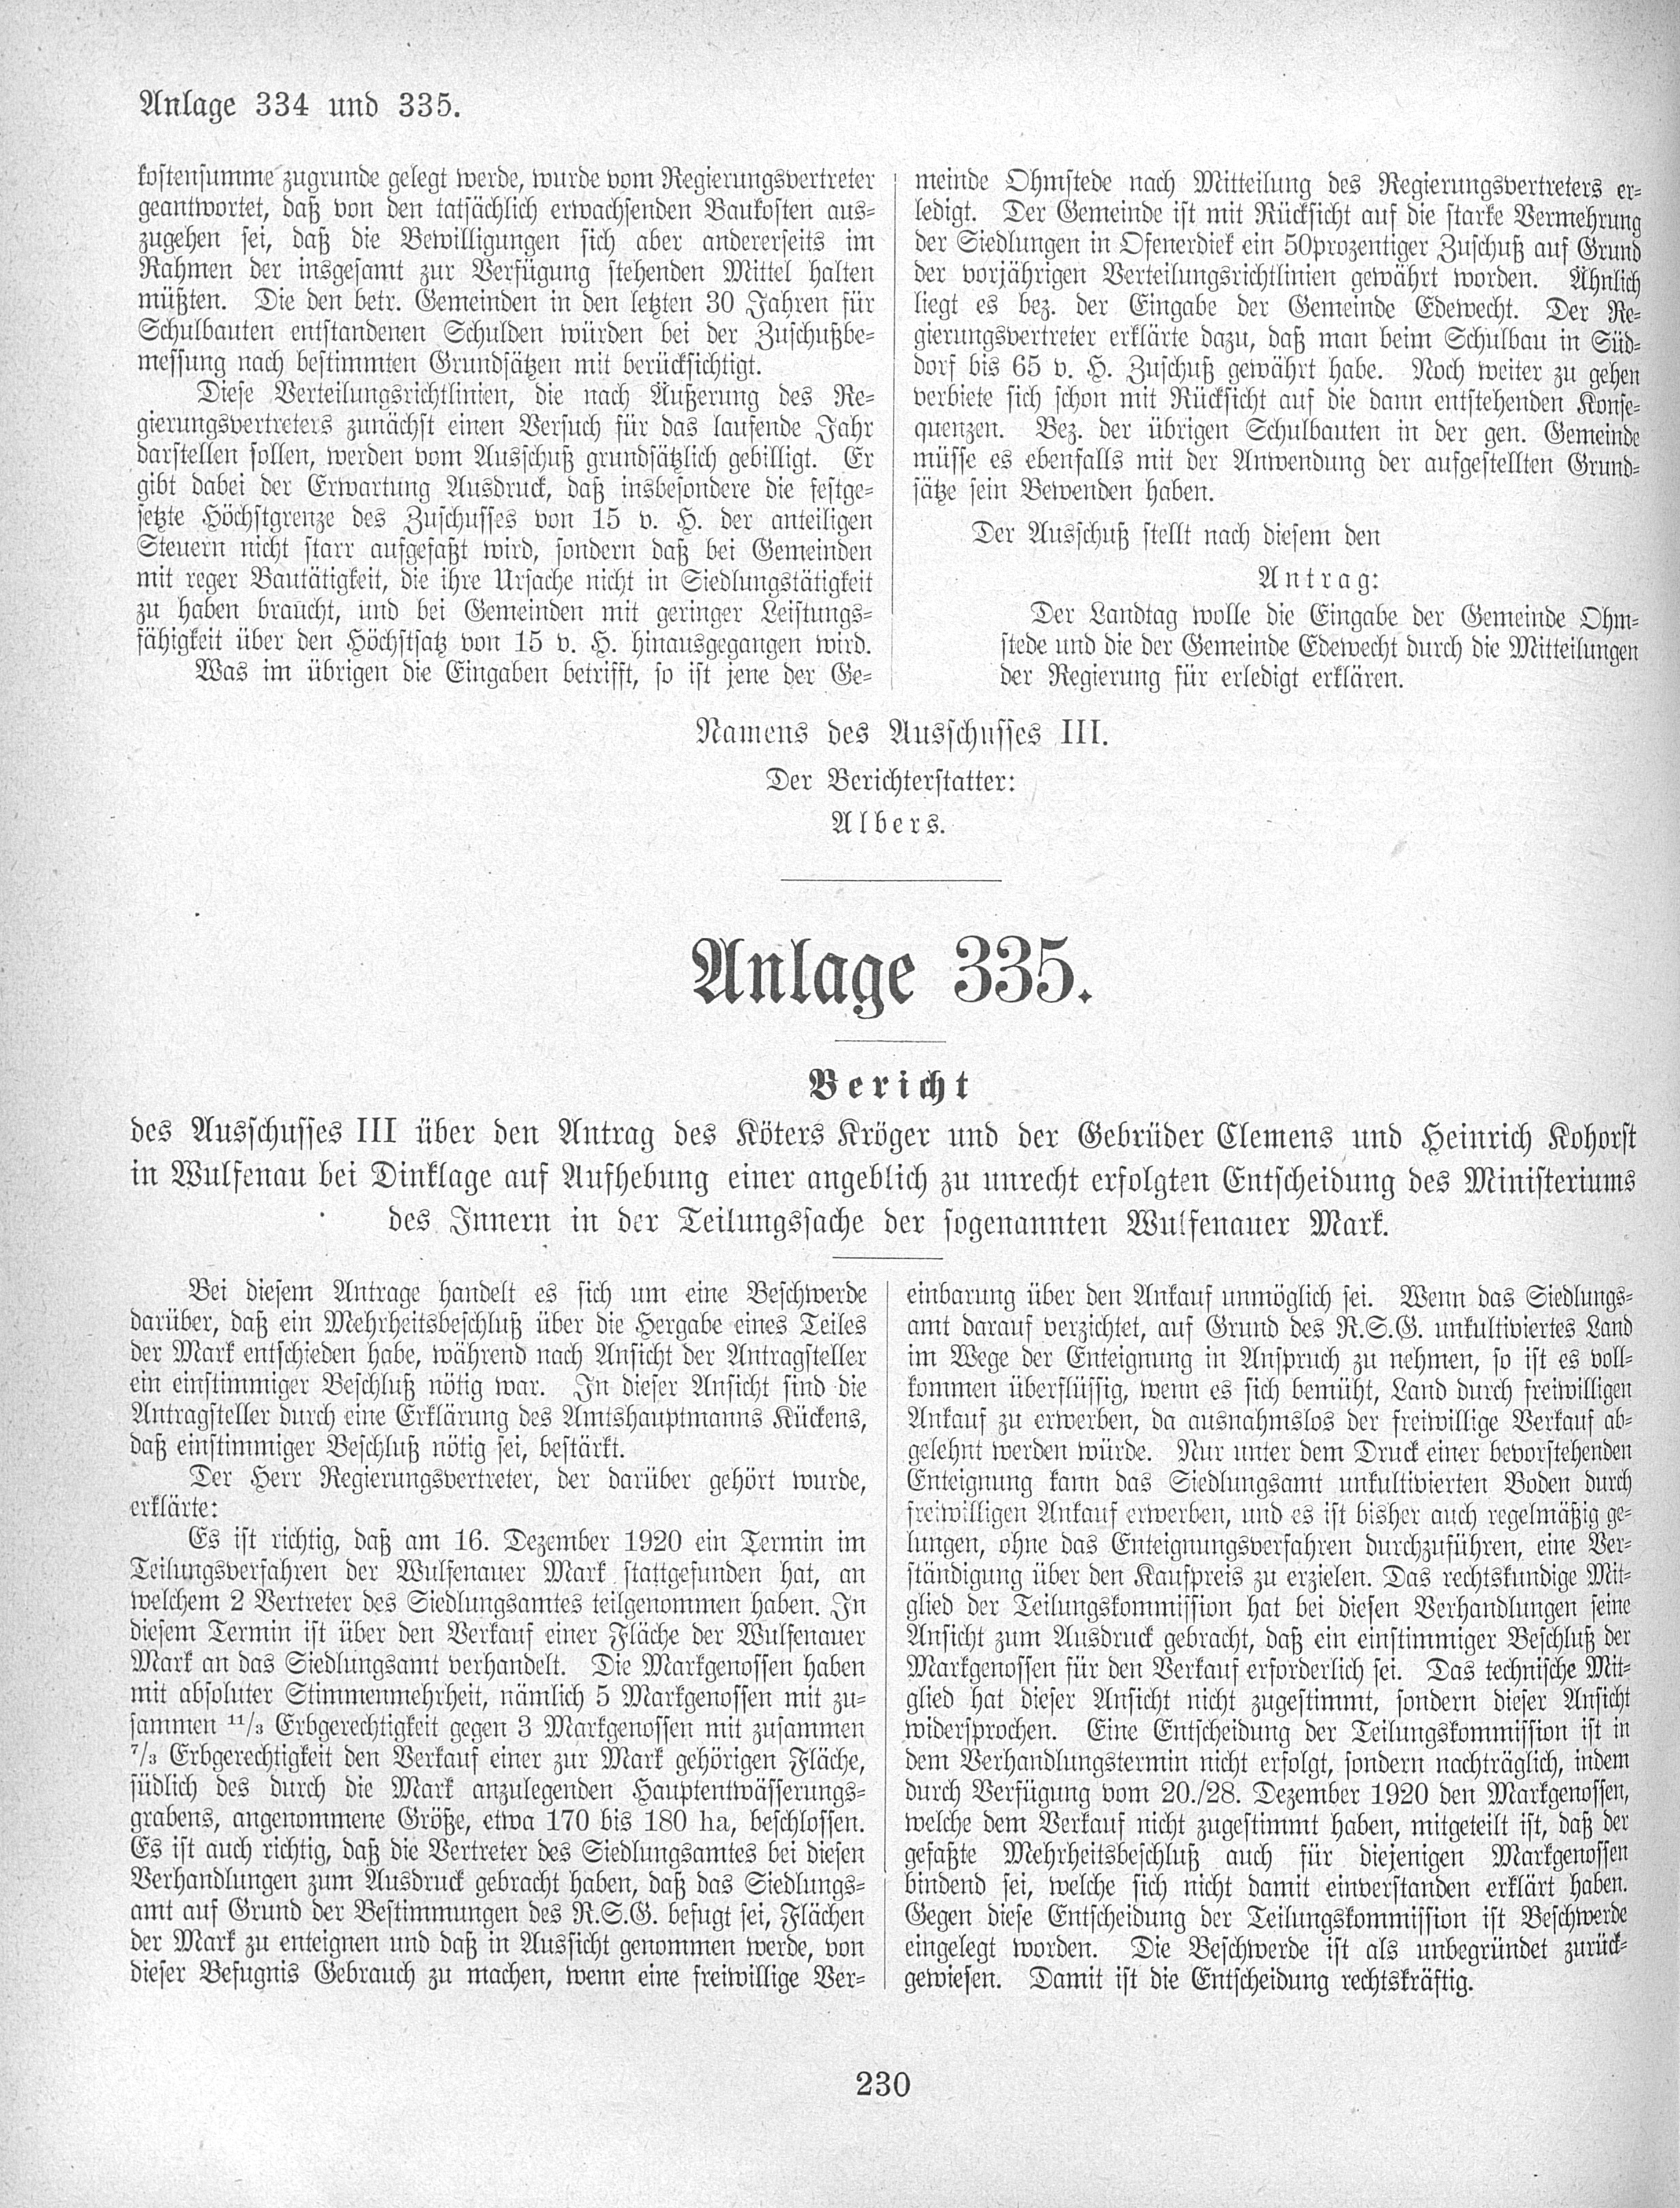 Anlage 334 und 335.
kostensumme zugrunde gelegt werde, wurde vom Regierungsvertreter
geantwortet, daß von den tatsächlich erwachsenden Baukosten aus-
zugehen sei, daß die Bewilligungen sich aber andererseits im
Rahmen der insgesamt zur Verfügung stehenden Mittel halten
müßten. Die den betr. Gemeinden in den letzten 30 Jahren für
Schulbauten entstandenen Schulden würden bei der Zuschußbe-
messung nach bestimmten Grundsätzen mit berücksichtigt.
Diese Verteilungsrichtlinien, die nach Äußerung des Re-
gierungsvertreters zunächst einen Versuch für das laufende Jahr
darstellen sollen, werden vom Ausschuß grundsätzlich gebilligt. Er
gibt dabei der Erwartung Ausdruck, daß insbesondere die festge-
setzte Höchstgrenze des Zuschusses von 15 v. H. der anteiligen
Steuern nicht starr aufgefaßt wird, sondern daß bei Gemeinden
mit reger Bautätigkeit, die ihre Ursache nicht in Siedlungstätigkeit
zu haben braucht, und bei Gemeinden mit geringer Leistungs-
fähigkeit über den Höchstsatz von 15 v. H. hinausgegangen wird.
Was im übrigen die Eingaben betrifft, so ist jene der Ge-
meinde Ohmstede nach Mitteilung des Regierungsvertreters er-
ledigt. Der Gemeinde ist mit Rücksicht auf die starke Vermehrung
der Siedlungen in Ofenerdiek ein 50prozentiger Zuschuß auf Grund
der vorjährigen Verteilungsrichtlinien gewährt worden. Ähnlich
liegt es bez. der Eingabe der Gemeinde Edewecht. Der Re-
gierungsvertreter erklärte dazu, daß man beim Schulbau in Süd-
dorf bis 65 v. H. Zuschuß gewährt habe. Noch weiter zu gehen
verbiete sich schon mit Rücksicht auf die dann entstehenden Konse-
quenzen. Bez. der übrigen Schulbauten in der gen. Gemeinde
müsse es ebenfalls mit der Anwendung der aufgestellten Grund-
sätze sein Bewenden haben.
Der Ausschuß stellt nach diesem den
Antrag:
Der Landtag wolle die Eingabe der Gemeinde Ohm-
stede und die der Gemeinde Edewecht durch die Mitteilungen
der Regierung für erledigt erklären.
Namens des Ausschusses III.
Der Berichterstatter:
Albers.
Anlage 335.
Bericht
des Ausschusses III über den Antrag des Köters Kröger und der Gebrüder Clemens und Heinrich Kohorst
in Wulfenau bei Dinklage auf Aufhebung einer angeblich zu unrecht erfolgten Entscheidung des Ministeriums
des Innern in der Teilungssache der sogenannten Wulfenauer Mark.
Bei diesem Antrage handelt es sich um eine Beschwerde
darüber, daß ein Mehrheitsbeschluß über die Hergabe eines Teiles
der Mark entschieden habe, während nach Ansicht der Antragsteller
ein einstimmiger Beschluß nötig war. In dieser Ansicht sind die
Antragsteller durch eine Erklärung des Amtshauptmanns Kückens,
daß einstimmiger Beschluß nötig sei, bestärkt.
Der Herr Regierungsvertreter, der darüber gehört wurde,
erklärte:
Es ist richtig, daß am 16. Dezember 1920 ein Termin im
Teilungsverfahren der Wulfenauer Mark stattgefunden hat, an
welchem 2 Vertreter des Siedlungsamtes teilgenommen haben. In
diesem Termin ist über den Verkauf einer Fläche der Wulfenauer
Mark an das Siedlungsamt verhandelt. Die Markgenossen haben
mit absoluter Stimmenmehrheit, nämlich 5 Markgenossen mit zu-
sammen 11/3 Erbgerechtigkeit gegen 3 Markgenossen mit zusammen
7/3 Erbgerechtigkeit den Verkauf einer zur Mark gehörigen Fläche,
südlich des durch die Mark anzulegenden Hauptentwässerungs-
grabens, angenommene Größe, etwa 170 bis 180 ha, beschlossen.
Es ist auch richtig, daß die Vertreter des Siedlungsamtes bei diesen
Verhandlungen zum Ausdruck gebracht haben, daß das Siedlungs-
amt auf Grund der Bestimmungen des R.S.G. befugt sei, Flächen
der Mark zu enteignen und daß in Aussicht genommen werde, von
dieser Befugnis Gebrauch zu machen, wenn eine freiwillige Ver-
einbarung über den Ankauf unmöglich sei. Wenn das Siedlungs-
amt darauf verzichtet, auf Grund des R.S.G. unkultiviertes Land
im Wege der Enteignung in Anspruch zu nehmen, so ist es voll-
kommen überflüssig, wenn es sich bemüht, Land durch freiwilligen
Ankauf zu erwerben, da ausnahmslos der freiwillige Verkauf ab-
gelehnt werden würde. Nur unter dem Druck einer bevorstehenden
Enteignung kann das Siedlungsamt unkultivierten Boden durch
freiwilligen Ankauf erwerben, und es ist bisher auch regelmäßig ge-
lungen, ohne das Enteignungsverfahren durchzuführen, eine Ver-
ständigung über den Kaufpreis zu erzielen. Das rechtskundige Mit-
glied der Teilungskommission hat bei diesen Verhandlungen seine
Ansicht zum Ausdruck gebracht, daß ein einstimmiger Beschluß der
Markgenossen für den Verkauf erforderlich sei. Das technische Mit-
glied hat dieser Ansicht nicht zugestimmt, sondern dieser Ansicht
widersprochen. Eine Entscheidung der Teilungskommission ist in
dem Verhandlungstermin nicht erfolgt, sondern nachträglich, indem
durch Verfügung vom 20./28. Dezember 1920 den Markgenossen,
welche dem Verkauf nicht zugestimmt haben, mitgeteilt ist, daß der
gefaßte Mehrheitsbeschluß auch für diejenigen Markgenossen
bindend sei, welche sich nicht damit einverstanden erklärt haben.
Gegen diese Entscheidung der Teilungskommission ist Beschwerde
eingelegt worden. Die Beschwerde ist als unbegründet zurück-
gewiesen. Damit ist die Entscheidung rechtskräftig.
230